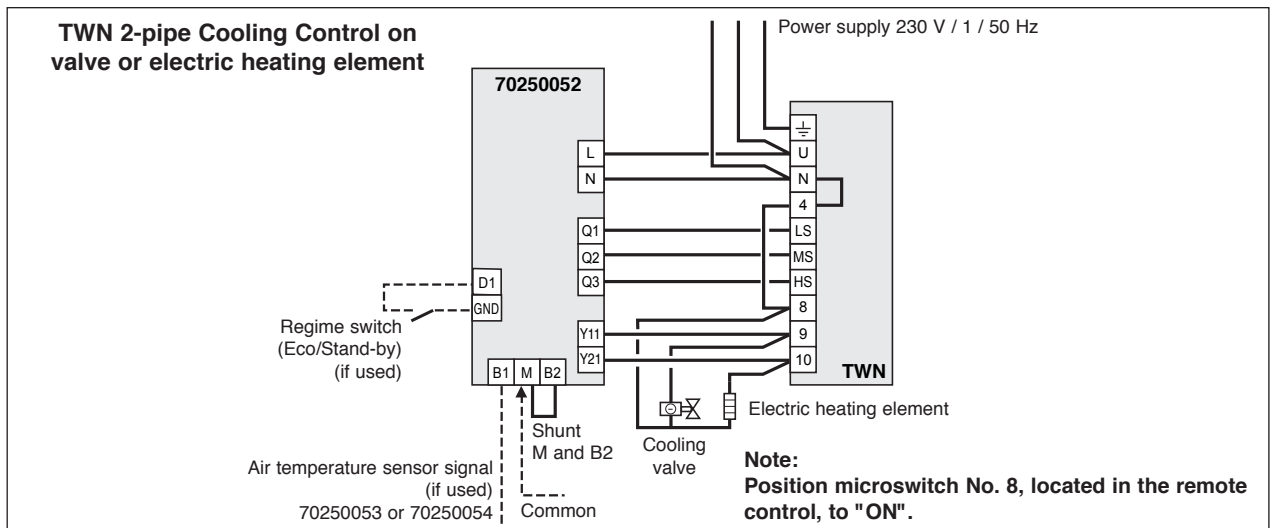 TWN 2-pipe Cooling Control on
valve or electric heating element
Power supply 230 V / 1 / 50 Hz
70250052
L
N
Q1
Q2
Q3
D1
GND
Y11
Y21
B1 M B2
U
N
4
LS
MS
HS
8
9
10
TWN
Regime switch
(Eco/Stand-by)
(if used)
Shunt
M and B2
Cooling
valve
Electric heating element
Air temperature sensor signal
(if used)
70250053 or 70250054
Common
Note:
Position microswitch No. 8, located in the remote
control, to "ON".